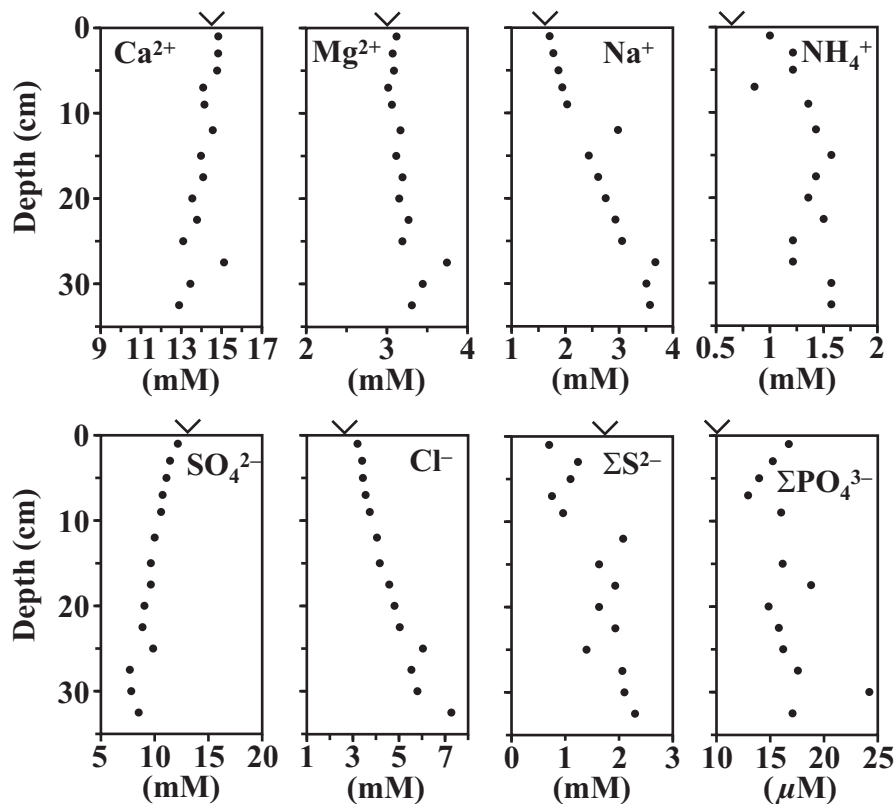 Depth (cm)
0
10
20
30
Ca²⁺
9 11 13 15 17
(mM)
Mg²⁺
2 3 4
(mM)
Na⁺
1 2 3 4
(mM)
NH₄⁺
0.5 1 1.5 2
(mM)
Depth (cm)
0
10
20
30
SO₄²⁻
5 10 15 20
(mM)
Cl⁻
1 3 5 7
(mM)
ΣS²⁻
0 1 2 3
(mM)
ΣPO₄³⁻
10 15 20 25
(μM)